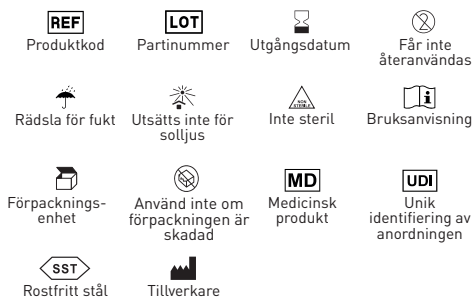 REF
LOT
Produktkod
Partinummer
Utgångsdatum
Får inte
återanvändas
2
NON
STERILE
i
Rädsla för fukt
Utsätts inte för
solljus
Inte steril
Bruksanvisning
MD
UDI
Förpacknings-
enhet
Använd inte om
förpackningen är
skadad
Medicinsk
produkt
Unik
identifiering av
anordningen
SST
Rostfritt stål
Tillverkare